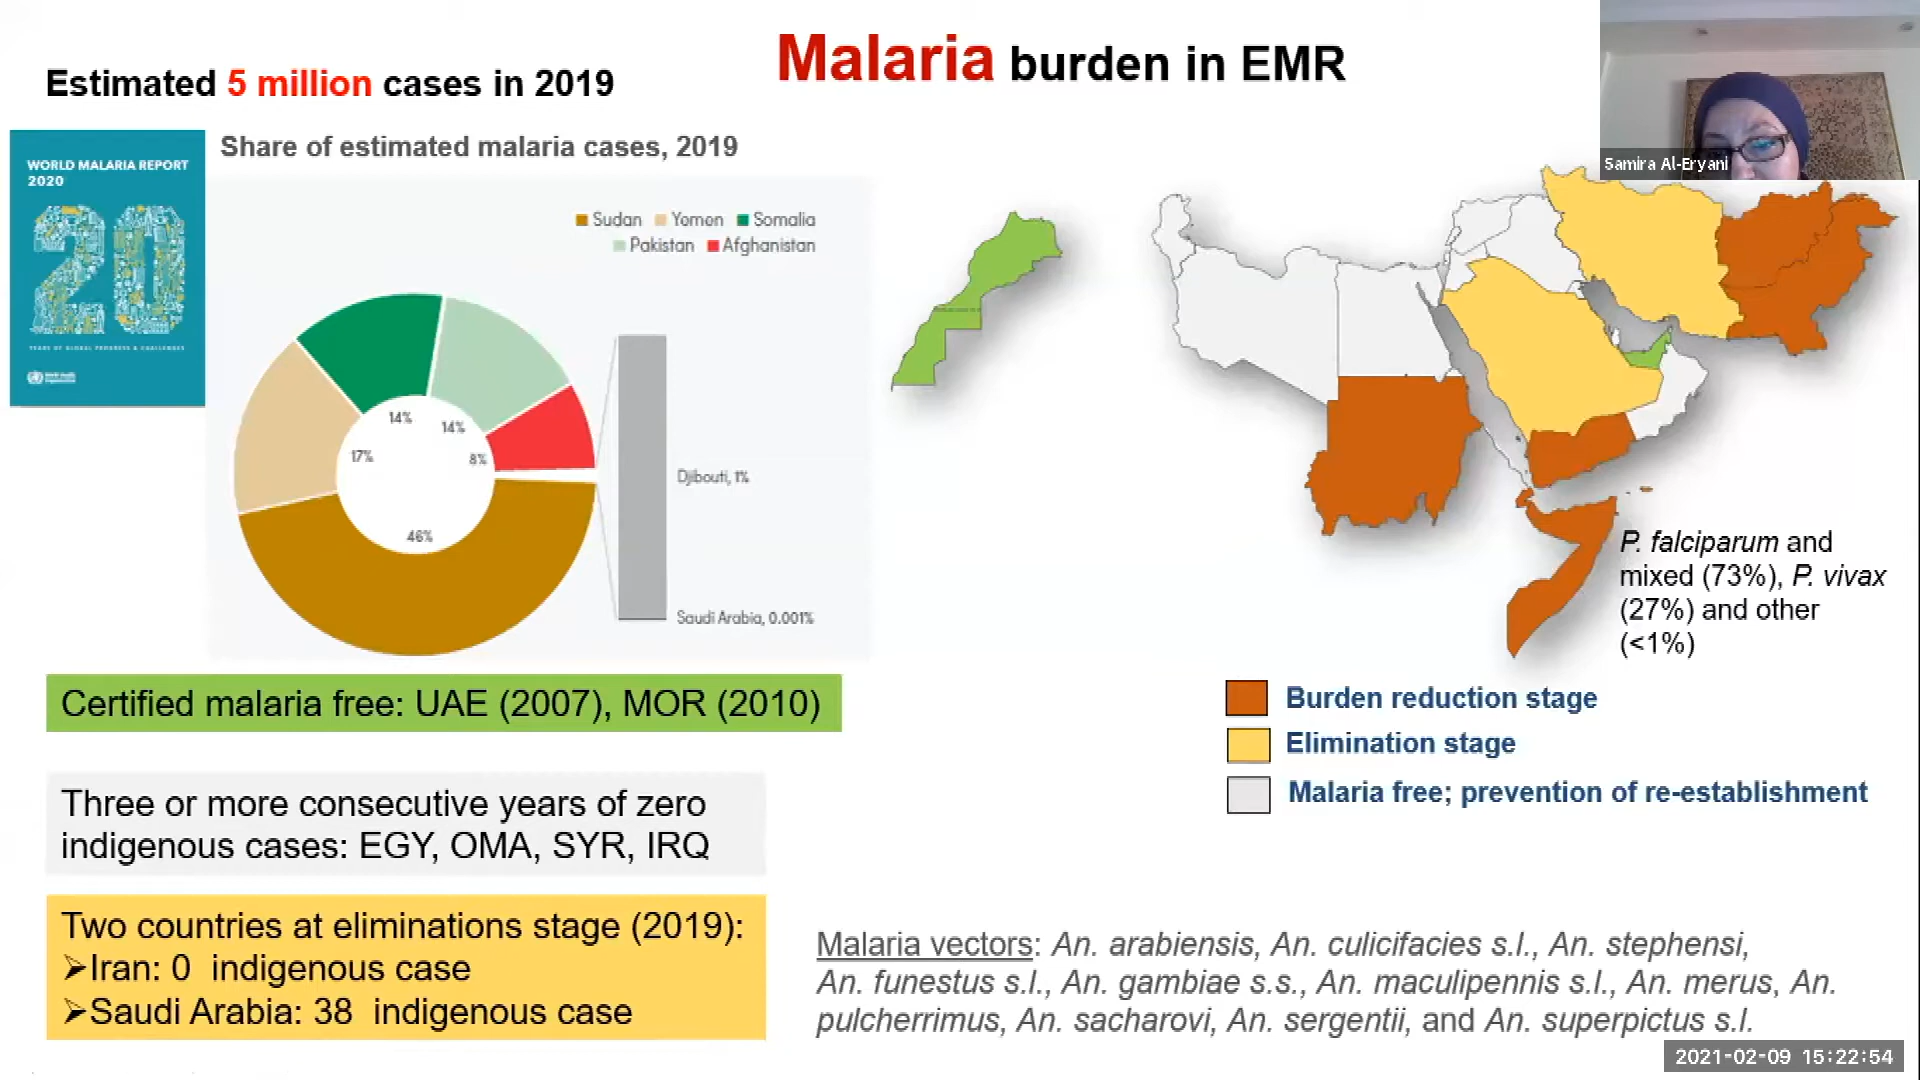 Malaria burden in EMR
Estimated 5 million cases in 2019
Samira Al-Eryani
WORLD MALARIA REPORT
2020
20
YEARS OF GLOBAL PROGRESS & CHALLENGES
Share of estimated malaria cases, 2019
Sudan Yemen Somalia
Pakistan Afghanistan
14%
14%
17%
8%
46%
Djibouti, 1%
Saudi Arabia, 0.001%
P. falciparum and
mixed (73%), P. vivax
(27%) and other
(<1%)
Burden reduction stage
Elimination stage
Malaria free; prevention of re-establishment
Certified malaria free: UAE (2007), MOR (2010)
Three or more consecutive years of zero
indigenous cases: EGY, OMA, SYR, IRQ
Two countries at eliminations stage (2019):
➢Iran: 0 indigenous case
➢Saudi Arabia: 38 indigenous case
Malaria vectors: An. arabiensis, An. culicifacies s.l., An. stephensi,
An. funestus s.l., An. gambiae s.s., An. maculipennis s.l., An. merus, An.
pulcherrimus, An. sacharovi, An. sergentii, and An. superpictus s.l.
2021-02-09 15:22:54